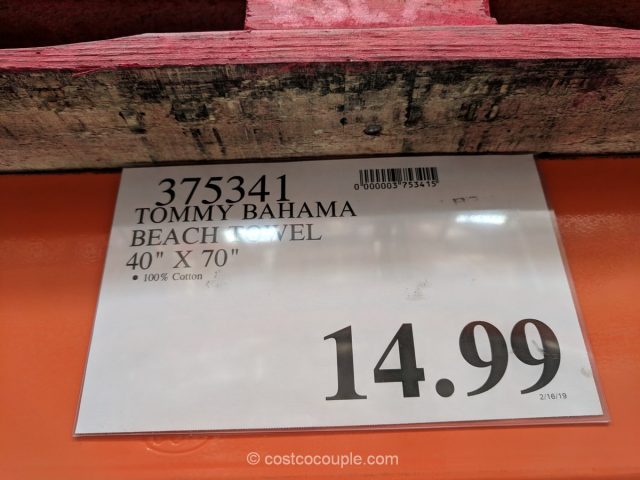 375341
TOMMY BAHAMA
BEACH TOWEL
40" X 70"
• 100% Cotton
0 000003 753415
14.99
2/16/19
© costcocouple.com